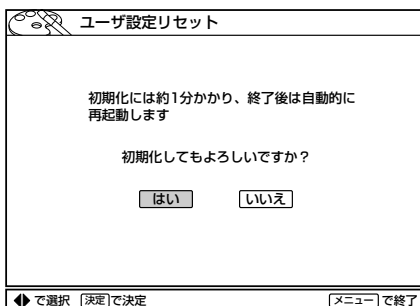 ユーザ設定リセット
初期化には約1分かかり、終了後は自動的に
再起動します
初期化してもよろしいですか？
はい いいえ
で選択 決定で決定 メニューで終了